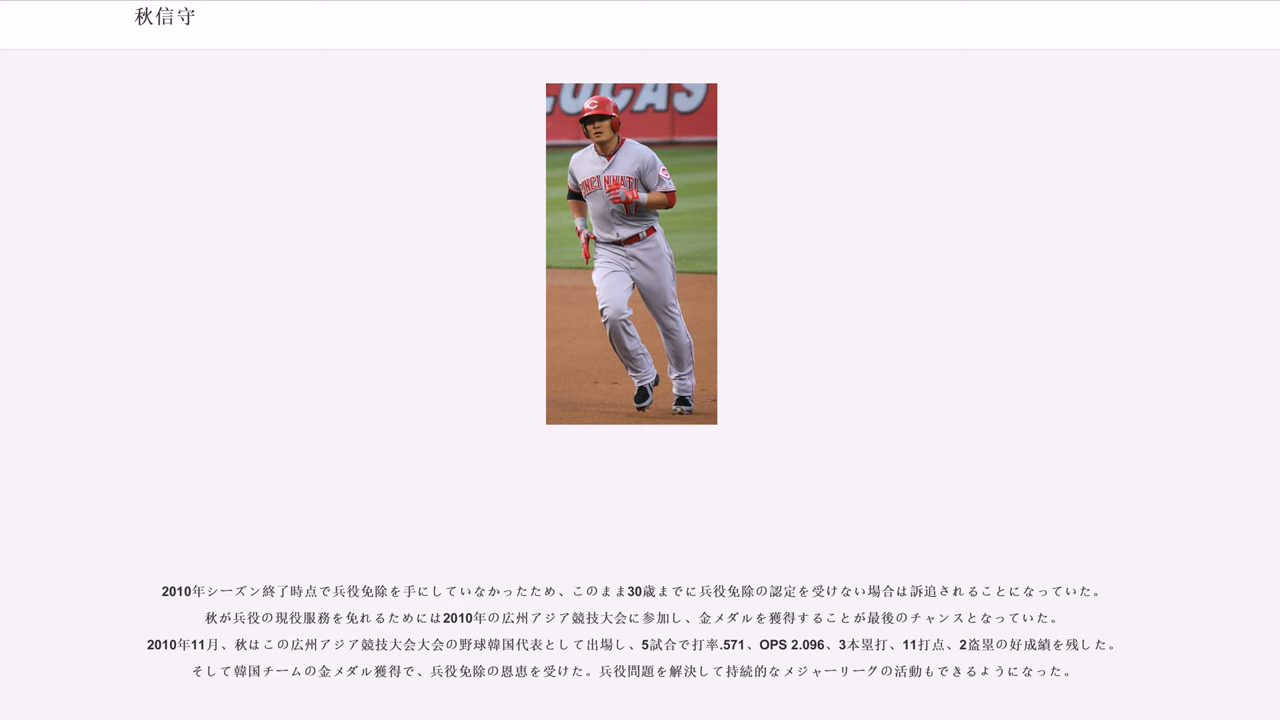 秋信守
LUCAS
C
CINCINNATI
2010年シーズン終了時点で兵役免除を手にしていなかったため、このまま30歳までに兵役免除の認定を受けない場合は訴追されることになっていた。
秋が兵役の現役服務を免れるためには2010年の広州アジア競技大会に参加し、金メダルを獲得することが最後のチャンスとなっていた。
2010年11月、秋はこの広州アジア競技大会大会の野球韓国代表として出場し、5試合で打率.571、OPS 2.096、3本塁打、11打点、2盗塁の好成績を残した。
そして韓国チームの金メダル獲得で、兵役免除の恩恵を受けた。兵役問題を解決して持続的なメジャーリーグの活動もできるようになった。